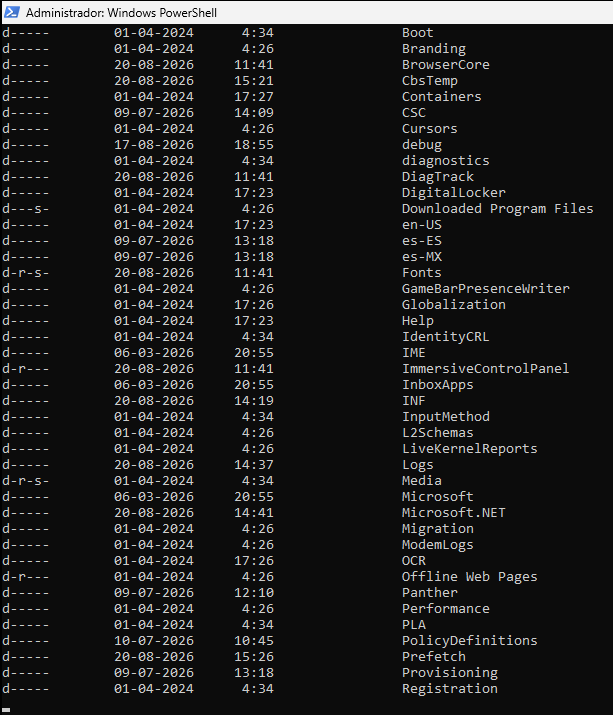 Administrador: Windows PowerShell
d----- 01-04-2024 4:34 Boot
d----- 01-04-2024 4:26 Branding
d----- 20-08-2026 11:41 BrowserCore
d----- 20-08-2026 15:21 CbsTemp
d----- 01-04-2024 17:27 Containers
d----- 09-07-2026 14:09 CSC
d----- 01-04-2024 4:26 Cursors
d----- 17-08-2026 18:55 debug
d----- 01-04-2024 4:34 diagnostics
d----- 20-08-2026 11:41 DiagTrack
d----- 01-04-2024 17:23 DigitalLocker
d---s- 01-04-2024 4:26 Downloaded Program Files
d----- 01-04-2024 17:23 en-US
d----- 09-07-2026 13:18 es-ES
d----- 09-07-2026 13:18 es-MX
d-r-s- 20-08-2026 11:41 Fonts
d----- 01-04-2024 4:26 GameBarPresenceWriter
d----- 01-04-2024 17:26 Globalization
d----- 01-04-2024 17:23 Help
d----- 01-04-2024 4:34 IdentityCRL
d----- 06-03-2026 20:55 IME
d-r--- 20-08-2026 11:41 ImmersiveControlPanel
d----- 06-03-2026 20:55 InboxApps
d----- 20-08-2026 14:19 INF
d----- 01-04-2024 4:34 InputMethod
d----- 01-04-2024 4:26 L2Schemas
d----- 01-04-2024 4:26 LiveKernelReports
d----- 20-08-2026 14:37 Logs
d-r-s- 01-04-2024 4:34 Media
d----- 06-03-2026 20:55 Microsoft
d----- 20-08-2026 14:41 Microsoft.NET
d----- 01-04-2024 4:26 Migration
d----- 01-04-2024 4:26 ModemLogs
d----- 01-04-2024 17:26 OCR
d-r--- 01-04-2024 4:26 Offline Web Pages
d----- 09-07-2026 12:10 Panther
d----- 01-04-2024 4:26 Performance
d----- 01-04-2024 4:34 PLA
d----- 10-07-2026 10:45 PolicyDefinitions
d----- 20-08-2026 15:26 Prefetch
d----- 09-07-2026 13:18 Provisioning
d----- 01-04-2024 4:34 Registration